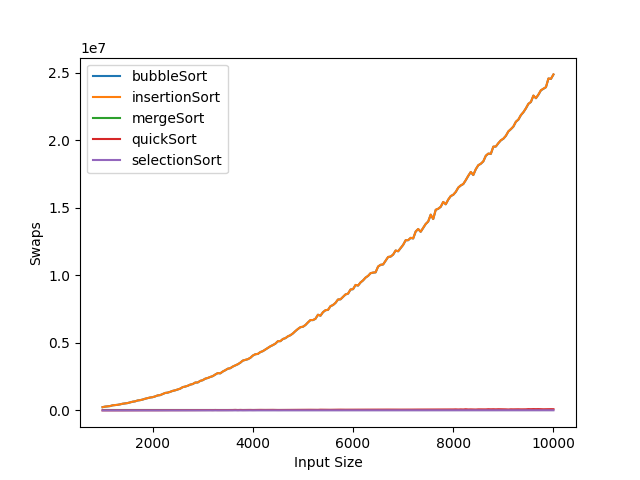 1e7
2.5
2.0
1.5
1.0
0.5
0.0
Swaps
bubbleSort
insertionSort
mergeSort
quickSort
selectionSort
2000 4000 6000 8000 10000
Input Size